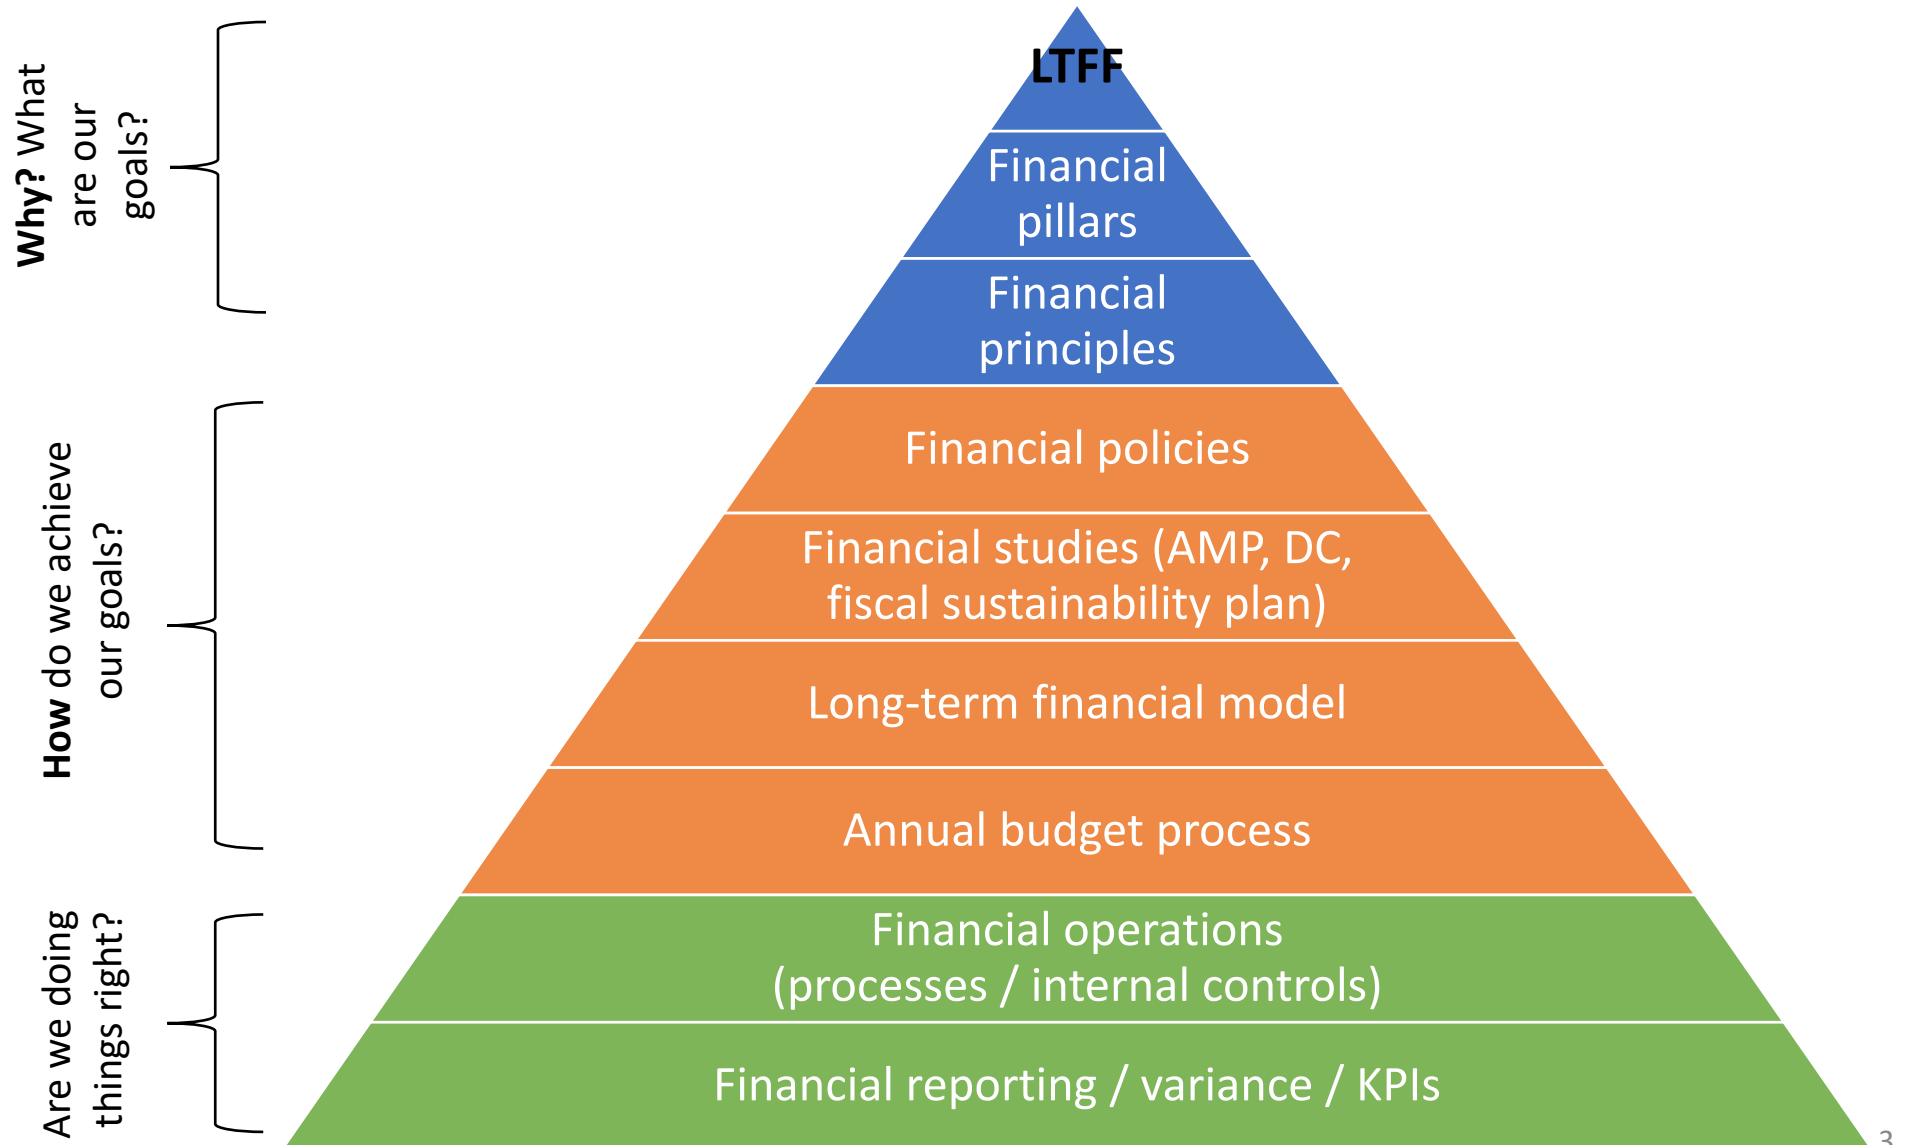 Why? What
are our
goals?
LTFF
Financial
pillars
Financial
principles
How do we achieve
our goals?
Financial policies
Financial studies (AMP, DC,
fiscal sustainability plan)
Long-term financial model
Annual budget process
Are we doing
things right?
Financial operations
(processes / internal controls)
Financial reporting / variance / KPIs
3